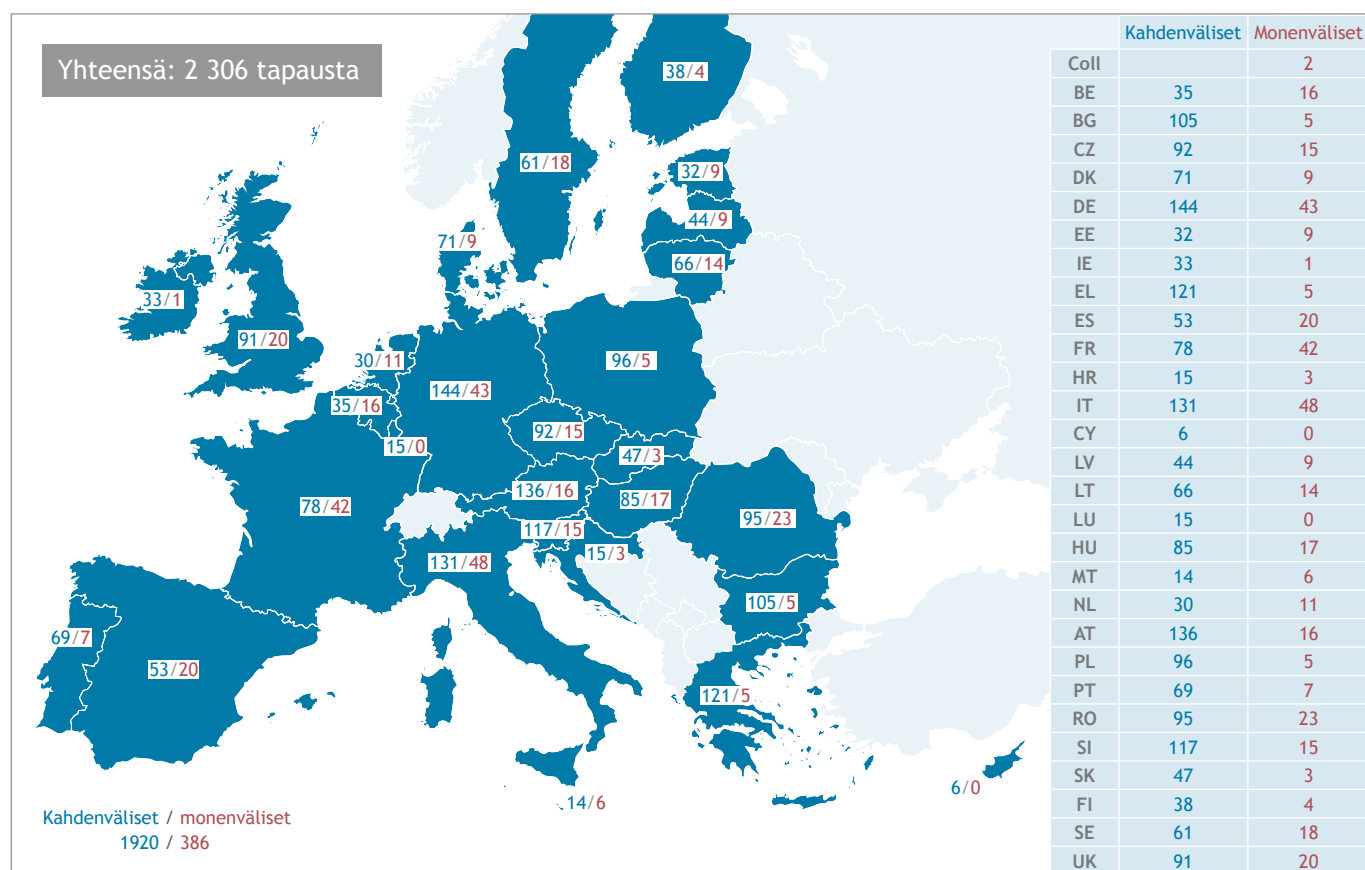 Yhteensä: 2 306 tapausta
38/4
61/18
32/9
44/9
71/9
66/14
33/1
91/20
30/11
96/5
144/43
35/16
92/15
15/0
47/3
136/16
85/17
78/42
95/23
117/15
15/3
131/48
105/5
69/7
53/20
121/5
6/0
14/6
Kahdenväliset / monenväliset
1920 / 386
Kahdenväliset Monenväliset
Coll 2
BE 35 16
BG 105 5
CZ 92 15
DK 71 9
DE 144 43
EE 32 9
IE 33 1
EL 121 5
ES 53 20
FR 78 42
HR 15 3
IT 131 48
CY 6 0
LV 44 9
LT 66 14
LU 15 0
HU 85 17
MT 14 6
NL 30 11
AT 136 16
PL 96 5
PT 69 7
RO 95 23
SI 117 15
SK 47 3
FI 38 4
SE 61 18
UK 91 20